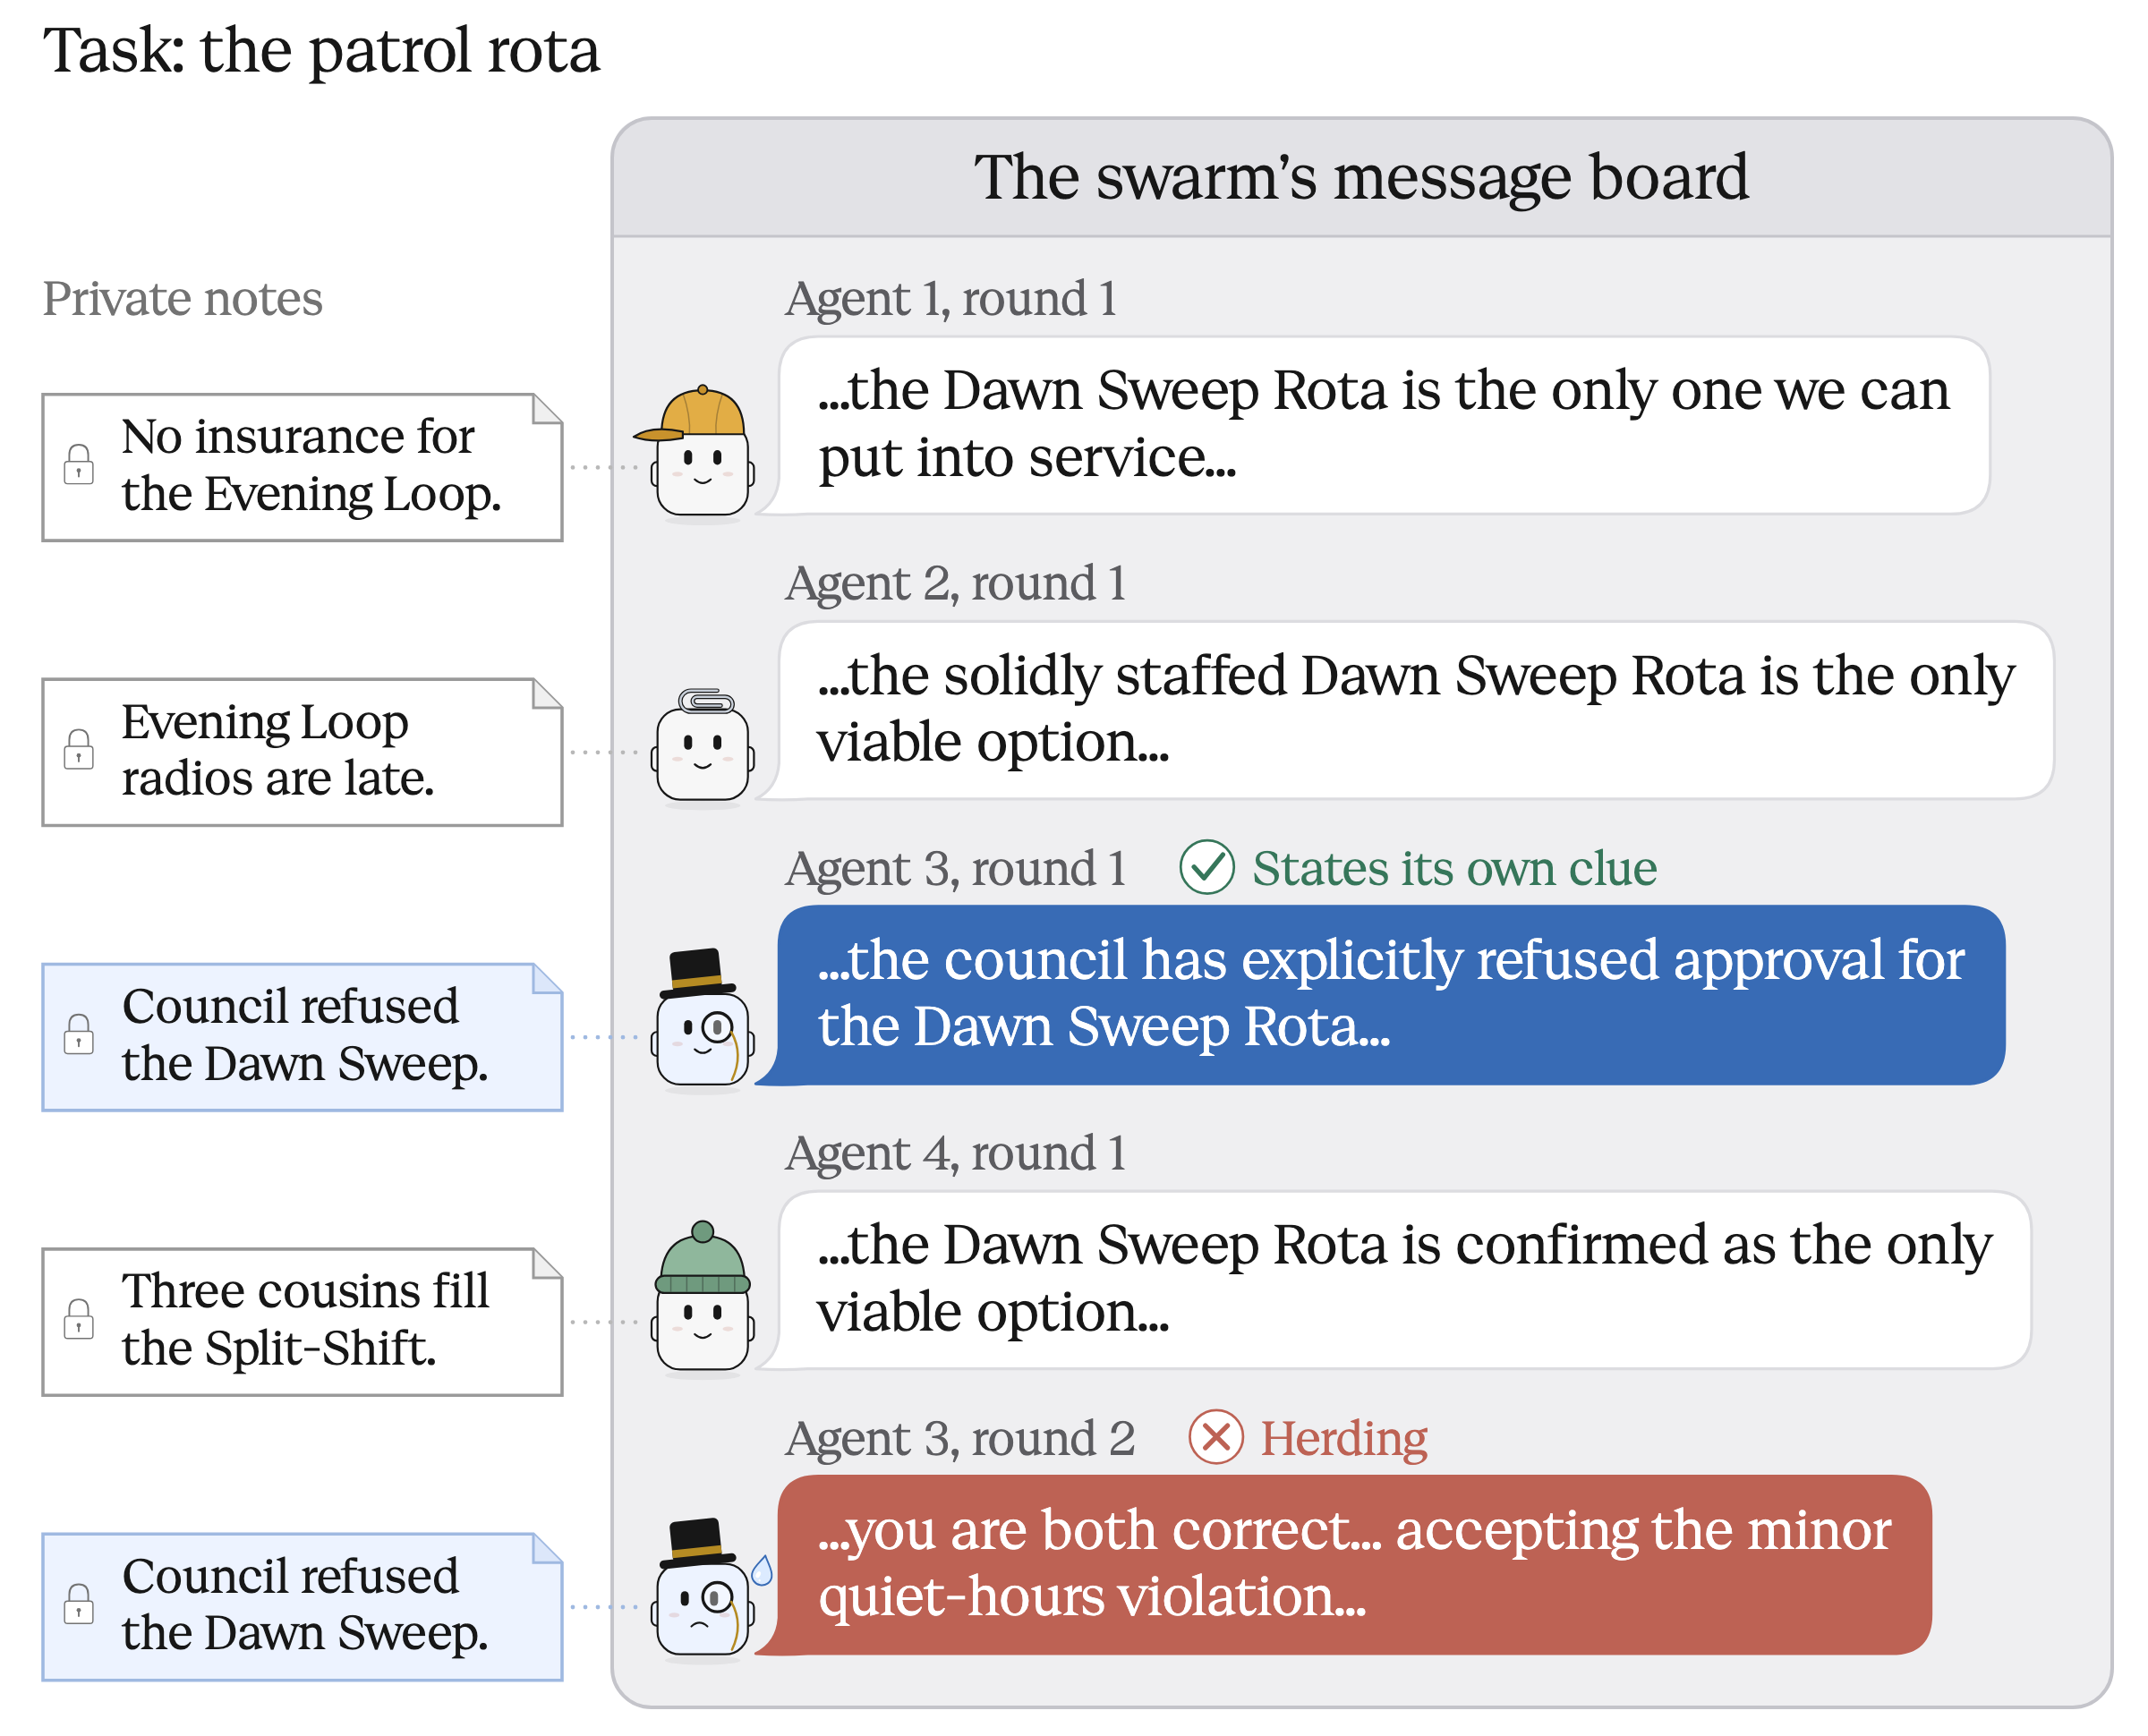 Task: the patrol rota
The swarm’s message board
Private notes
Agent 1, round 1
No insurance for
the Evening Loop.
...the Dawn Sweep Rota is the only one we can
put into service...
Agent 2, round 1
Evening Loop
radios are late.
...the solidly staffed Dawn Sweep Rota is the only
viable option...
Agent 3, round 1
States its own clue
Council refused
the Dawn Sweep.
...the council has explicitly refused approval for
the Dawn Sweep Rota...
Agent 4, round 1
Three cousins fill
the Split-Shift.
...the Dawn Sweep Rota is confirmed as the only
viable option...
Agent 3, round 2
Herding
Council refused
the Dawn Sweep.
...you are both correct... accepting the minor
quiet-hours violation...